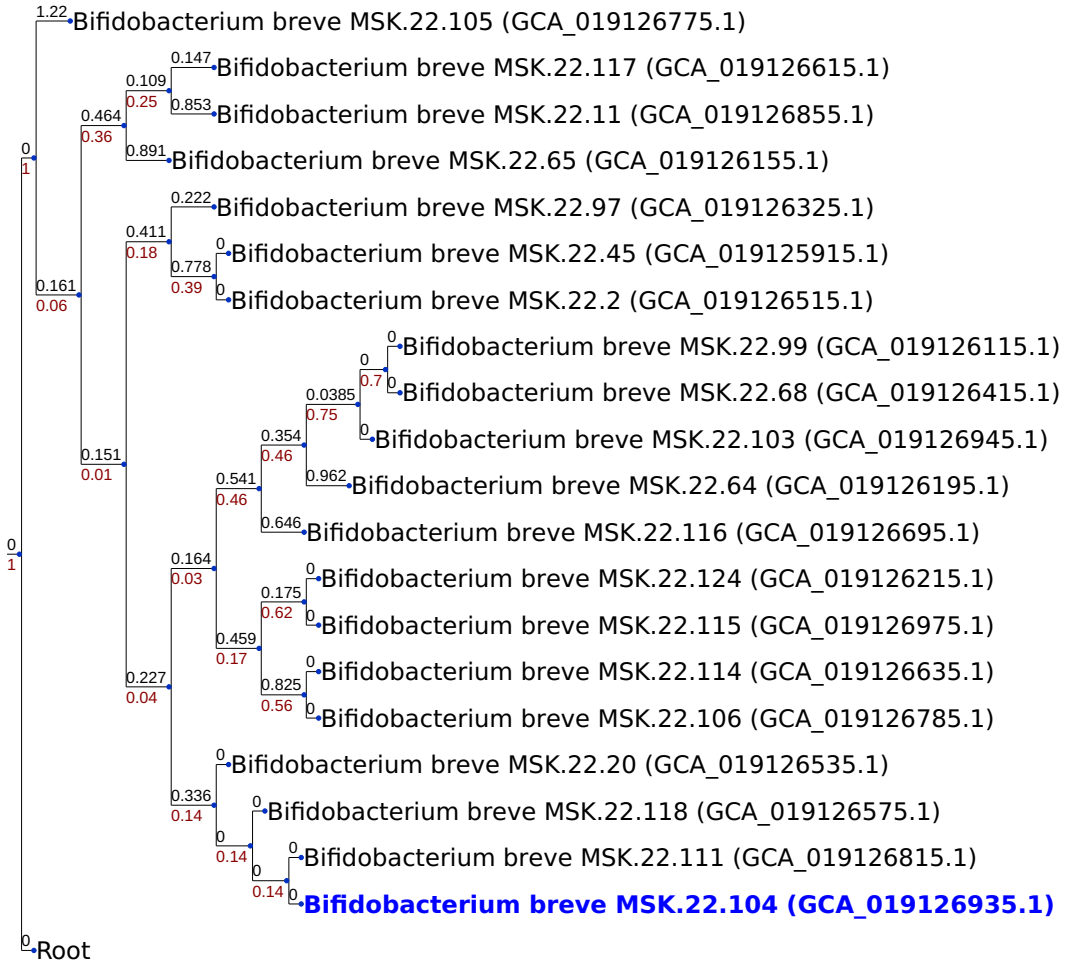 1.22 Bifidobacterium breve MSK.22.105 (GCA_019126775.1)
0.147 Bifidobacterium breve MSK.22.117 (GCA_019126615.1)
0.109
0.25
0.853 Bifidobacterium breve MSK.22.11 (GCA_019126855.1)
0.464
0.36
0.891 Bifidobacterium breve MSK.22.65 (GCA_019126155.1)
0
1
0.222 Bifidobacterium breve MSK.22.97 (GCA_019126325.1)
0.411
0.18
0 Bifidobacterium breve MSK.22.45 (GCA_019125915.1)
0.778
0.39
0.161
0.06
0 Bifidobacterium breve MSK.22.2 (GCA_019126515.1)
0 Bifidobacterium breve MSK.22.99 (GCA_019126115.1)
0
0.7
0 Bifidobacterium breve MSK.22.68 (GCA_019126415.1)
0.0385
0.75
0 Bifidobacterium breve MSK.22.103 (GCA_019126945.1)
0.354
0.46
0.151
0.01
0.962 Bifidobacterium breve MSK.22.64 (GCA_019126195.1)
0.541
0.46
0.646 Bifidobacterium breve MSK.22.116 (GCA_019126695.1)
0
1
0.164
0.03
0 Bifidobacterium breve MSK.22.124 (GCA_019126215.1)
0.175
0.62
0 Bifidobacterium breve MSK.22.115 (GCA_019126975.1)
0.459
0.17
0 Bifidobacterium breve MSK.22.114 (GCA_019126635.1)
0.227
0.04
0.825
0.56
0 Bifidobacterium breve MSK.22.106 (GCA_019126785.1)
0 Bifidobacterium breve MSK.22.20 (GCA_019126535.1)
0.336
0.14
0 Bifidobacterium breve MSK.22.118 (GCA_019126575.1)
0
0.14
0 Bifidobacterium breve MSK.22.111 (GCA_019126815.1)
0
0.14
0 Bifidobacterium breve MSK.22.104 (GCA_019126935.1)
0 Root